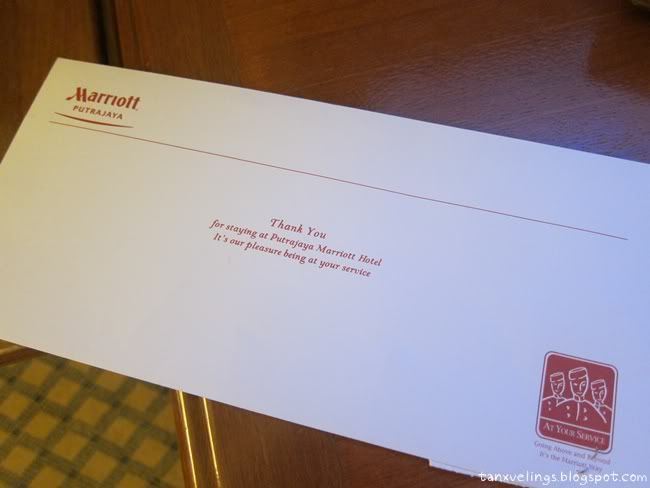 Marriott
PUTRAJAYA
Thank You
for staying at Putrajaya Marriott Hotel
It's our pleasure being at your service
AT YOUR SERVICE
Going Above and Beyond
It's the Marriott Way
tanxvelings.blogspot.com